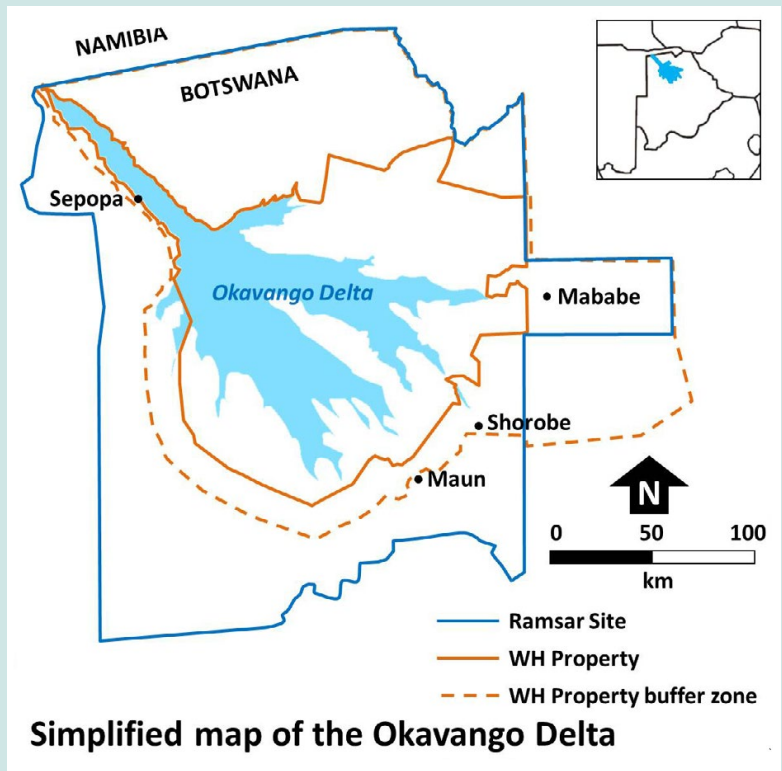 NAMIBIA
BOTSWANA
Sepopa
Okavango Delta
Mababe
Shorobe
Maun
N
0 50 100
km
Ramsar Site
WH Property
WH Property buffer zone
Simplified map of the Okavango Delta